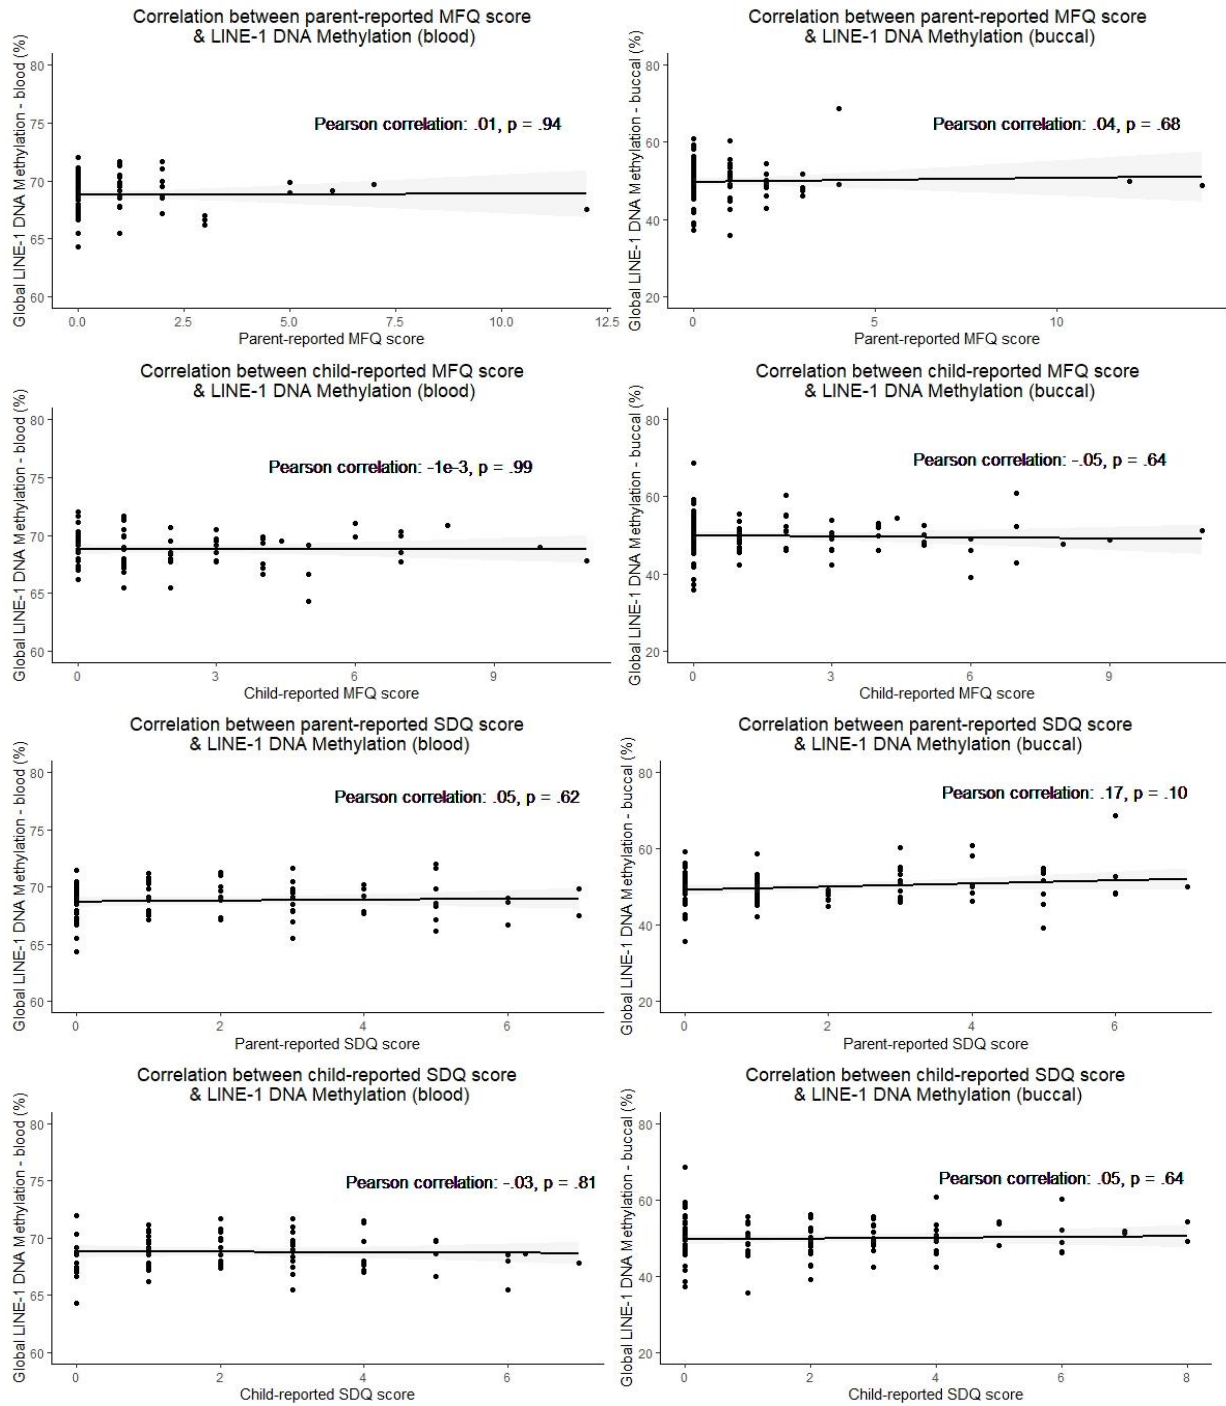 Correlation between parent-reported MFQ score
& LINE-1 DNA Methylation (blood)
Global LINE-1 DNA Methylation - blood (%)
80
75
70
65
60
Pearson correlation: .01, p = .94
0.0 2.5 5.0 7.5 10.0 12.5
Parent-reported MFQ score
Correlation between parent-reported MFQ score
& LINE-1 DNA Methylation (buccal)
Global LINE-1 DNA Methylation - buccal (%)
80
60
40
20
Pearson correlation: .04, p = .68
0 5 10
Parent-reported MFQ score
Correlation between child-reported MFQ score
& LINE-1 DNA Methylation (blood)
Global LINE-1 DNA Methylation - blood (%)
80
75
70
65
60
Pearson correlation: -1e-3, p = .99
0 3 6 9
Child-reported MFQ score
Correlation between child-reported MFQ score
& LINE-1 DNA Methylation (buccal)
Global LINE-1 DNA Methylation - buccal (%)
80
60
40
20
Pearson correlation: -.05, p = .64
0 3 6 9
Child-reported MFQ score
Correlation between parent-reported SDQ score
& LINE-1 DNA Methylation (blood)
Global LINE-1 DNA Methylation - blood (%)
80
75
70
65
60
Pearson correlation: .05, p = .62
0 2 4 6
Parent-reported SDQ score
Correlation between parent-reported SDQ score
& LINE-1 DNA Methylation (buccal)
Global LINE-1 DNA Methylation - buccal (%)
80
60
40
20
Pearson correlation: .17, p = .10
0 2 4 6
Parent-reported SDQ score
Correlation between child-reported SDQ score
& LINE-1 DNA Methylation (blood)
Global LINE-1 DNA Methylation - blood (%)
80
75
70
65
60
Pearson correlation: -.03, p = .81
0 2 4 6
Child-reported SDQ score
Correlation between child-reported SDQ score
& LINE-1 DNA Methylation (buccal)
Global LINE-1 DNA Methylation - buccal (%)
80
60
40
20
Pearson correlation: .05, p = .64
0 2 4 6 8
Child-reported SDQ score